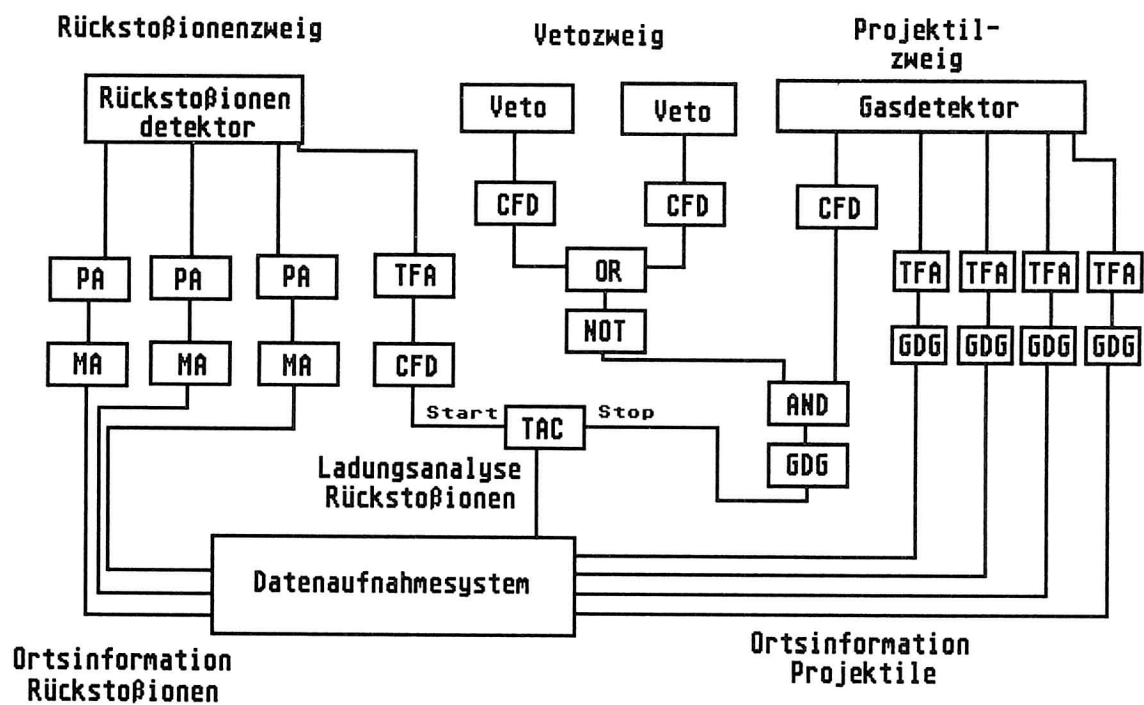 Rückstoßionenzweig
Vetozweig
Projektil-
zweig
Rückstoßionen
detektor
Veto
Veto
Gasdetektor
CFD
CFD
CFD
PA
PA
PA
TFA
OR
TFA
TFA
TFA
TFA
NOT
GDG
GDG
GDG
GDG
MA
MA
MA
CFD
AND
Start
TAC
Stop
GDG
Ladungsanalyse
Rückstoßionen
Datenaufnahmesystem
Ortsinformation
Rückstoßionen
Ortsinformation
Projektile